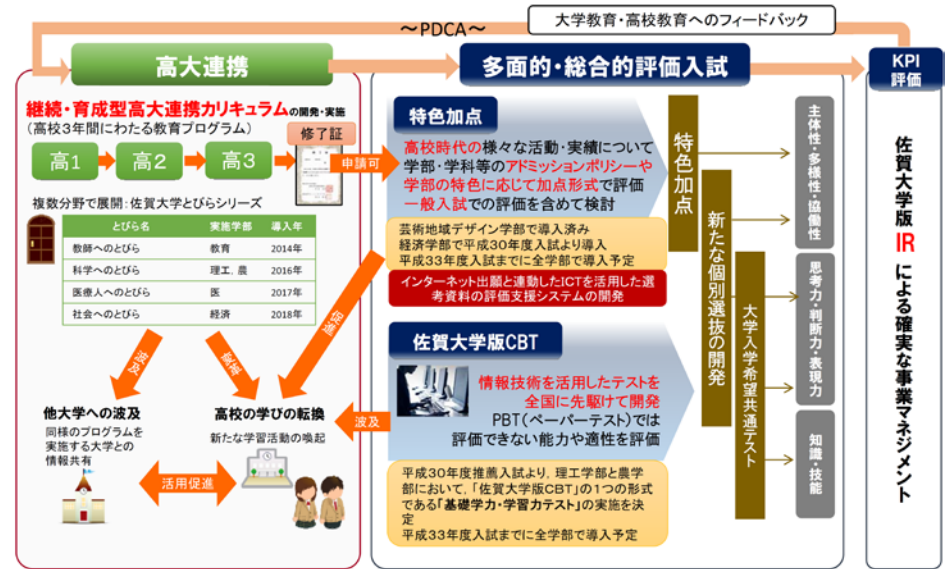 大学教育・高校教育へのフィードバック
～PDCA～
高大連携
多面的・総合的評価入試
KPI
評価
継続・育成型高大連携カリキュラムの開発・実施
（高校３年間にわたる教育プログラム）
修了証
高1
高2
高3
申請可
複数分野で展開：佐賀大学とびらシリーズ
とびら名 実施学部 導入年
教師へのとびら 教育 2014年
科学へのとびら 理工，農 2016年
医療人へのとびら 医 2017年
社会へのとびら 経済 2018年
波及
変革
促進
他大学への波及
同様のプログラムを
実施する大学との
情報共有
高校の学びの転換
新たな学習活動の喚起
活用促進
波及
特色加点
高校時代の様々な活動・実績について
学部・学科等のアドミッションポリシーや
学部の特色に応じて加点形式で評価
一般入試での評価を含めて検討
芸術地域デザイン学部で導入済み
経済学部で平成30年度入試より導入
平成33年度入試までに全学部で導入予定
インターネット出願と連動したICTを活用した選
考資料の評価支援システムの開発
佐賀大学版CBT
情報技術を活用したテストを
全国に先駆けて開発
PBT（ペーパーテスト）では
評価できない能力や適性を評価
平成30年度推薦入試より，理工学部と農学
部において，「佐賀大学版CBT」の1つの形式
である「基礎学力・学習力テスト」の実施を決
定
平成33年度入試までに全学部で導入予定
特色加点
新たな個別選抜の開発
大学入学希望共通テスト
主体性・多様性・協働性
思考力・判断力・表現力
知識・技能
佐賀大学版IRによる確実な事業マネジメント